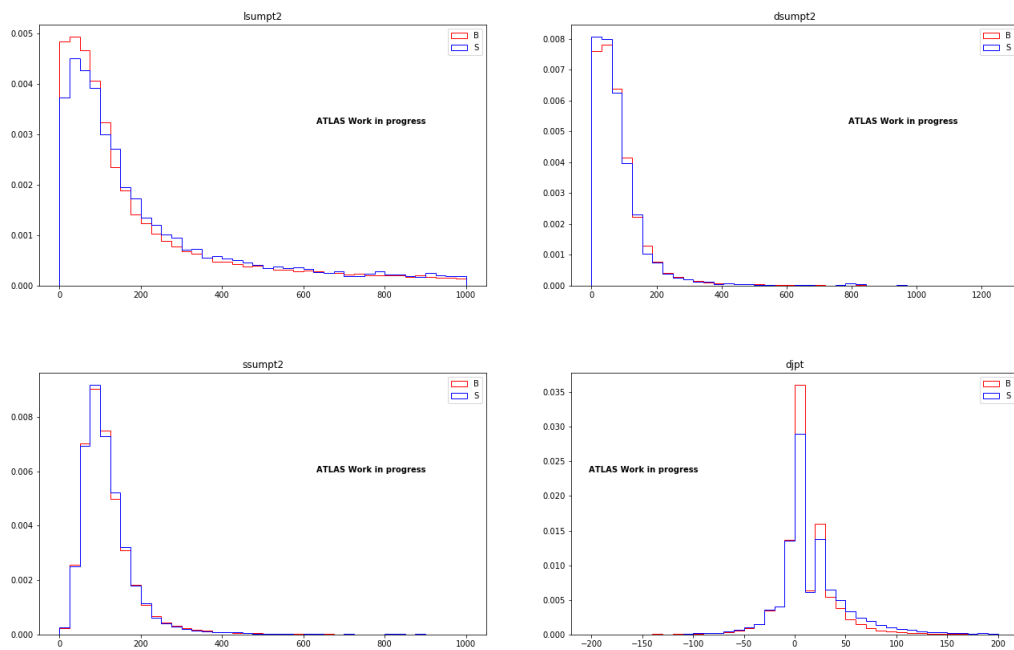 lsumpt2
B
S
0.005
0.004
0.003
0.002
0.001
0.000
ATLAS Work in progress
0 200 400 600 800 1000
dsumpt2
B
S
0.008
0.007
0.006
0.005
0.004
0.003
0.002
0.001
0.000
ATLAS Work in progress
0 200 400 600 800 1000 1200
ssumpt2
B
S
0.008
0.006
0.004
0.002
0.000
ATLAS Work in progress
0 200 400 600 800 1000
djpt
B
S
0.035
0.030
0.025
0.020
0.015
0.010
0.005
0.000
ATLAS Work in progress
−200 −150 −100 −50 0 50 100 150 200